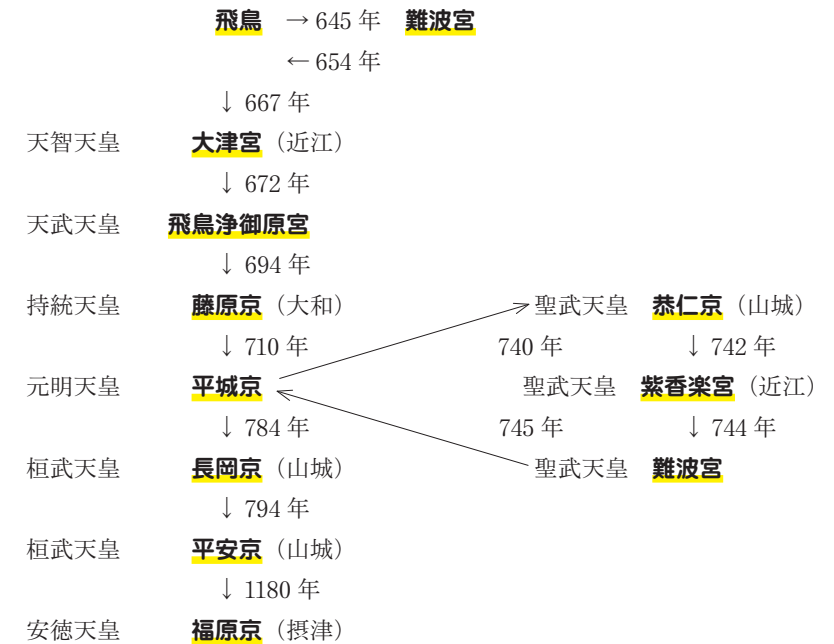 飛鳥 → 645 年 難波宮
← 654 年
↓ 667 年
天智天皇 大津宮（近江）
↓ 672 年
天武天皇 飛鳥浄御原宮
↓ 694 年
持統天皇 藤原京（大和） 聖武天皇 恭仁京（山城）
↓ 710 年 740 年 ↓ 742 年
元明天皇 平城京 聖武天皇 紫香楽宮（近江）
↓ 784 年 745 年 ↓ 744 年
桓武天皇 長岡京（山城） 聖武天皇 難波宮
↓ 794 年
桓武天皇 平安京（山城）
↓ 1180 年
安徳天皇 福原京（摂津）